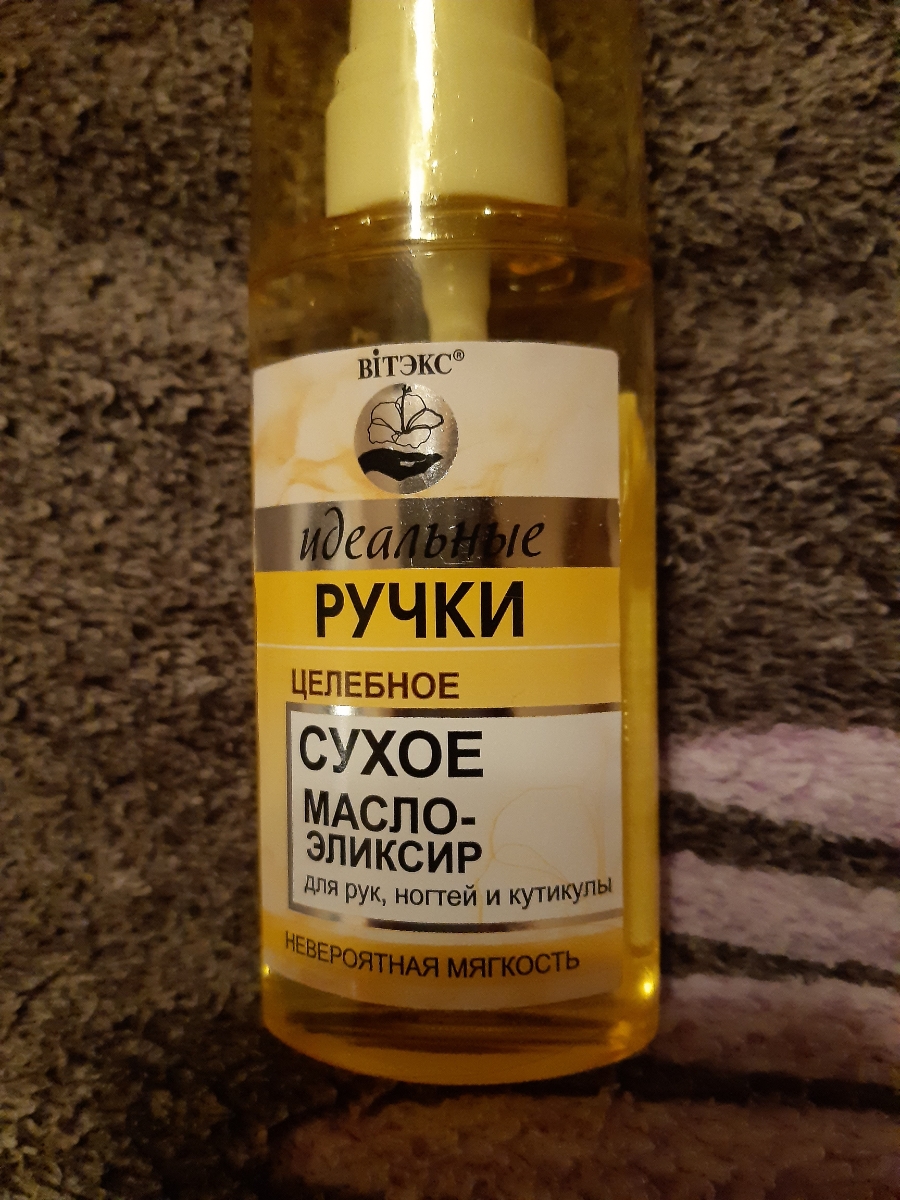 ВІТЭКС®
идеальные
РУЧКИ
ЦЕЛЕБНОЕ
СУХОЕ
МАСЛО-
ЭЛИКСИР
для рук, ногтей и кутикулы
НЕВЕРОЯТНАЯ МЯГКОСТЬ